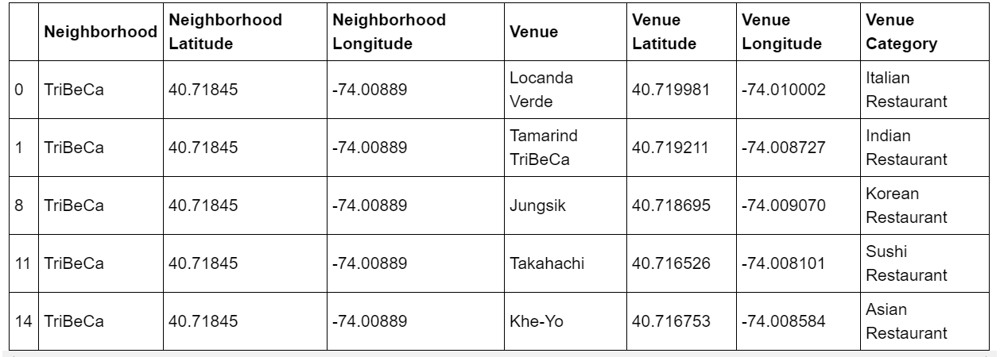 Neighborhood Neighborhood Latitude Neighborhood Longitude Venue Venue Latitude Venue Longitude Venue Category
0 TriBeCa 40.71845 -74.00889 Locanda Verde 40.719981 -74.010002 Italian Restaurant
1 TriBeCa 40.71845 -74.00889 Tamarind TriBeCa 40.719211 -74.008727 Indian Restaurant
8 TriBeCa 40.71845 -74.00889 Jungsik 40.718695 -74.009070 Korean Restaurant
11 TriBeCa 40.71845 -74.00889 Takahachi 40.716526 -74.008101 Sushi Restaurant
14 TriBeCa 40.71845 -74.00889 Khe-Yo 40.716753 -74.008584 Asian Restaurant